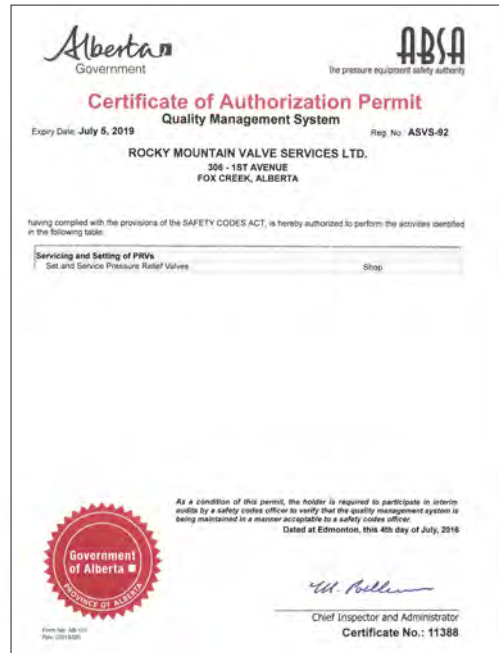 Alberta
Government
ABSA
the pressure equipment safety authority
Certificate of Authorization Permit
Quality Management System
Expiry Date: July 5, 2019
Reg. No. ASVS-92
ROCKY MOUNTAIN VALVE SERVICES LTD.
306 - 1ST AVENUE
FOX CREEK, ALBERTA
having complied with the provisions of the SAFETY CODES ACT, is hereby authorized to perform the activities identified
in the following table:
Servicing and Setting of PRVs
Set and Service Pressure Relief Valves
Shop
As a condition of this permit, the holder is required to participate in interim
audits by a safety codes officer to verify that the quality management system is
being maintained in a manner acceptable to a safety codes officer.
Dated at Edmonton, this 4th day of July, 2016
Government
of Alberta
PROVINCE OF ALBERTA
Chief Inspector and Administrator
Certificate No.: 11388
Form No. AB-131